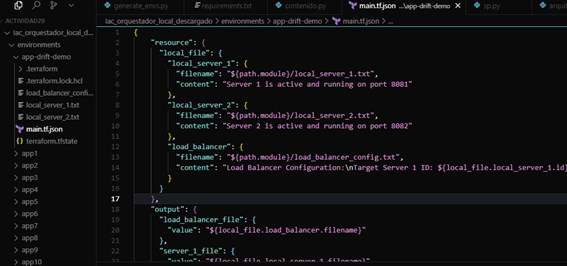 generate_envs.py
requirements.txt
contenido.py
main.tf.json ...\app-drift-demo
sp.py
ACTIVIDAD20
Iac_orquestador_local_descargado > environments > app-drift-demo > main.tf.json > ...
Iac_orquestador_local_d...
environments
app-drift-demo
.terraform
.terraform.lock.hcl
load_balancer_confi...
local_server_1.txt
local_server_2.txt
main.tf.json
terraform.tfstate
app1
app2
app3
app4
app5
app6
app7
app8
app9
app10
1 {
2 "resource": {
3 "local_file": {
4 "local_server_1": {
5 "filename": "${path.module}/local_server_1.txt",
6 "content": "Server 1 is active and running on port 8081"
7 },
8 "local_server_2": {
9 "filename": "${path.module}/local_server_2.txt",
10 "content": "Server 2 is active and running on port 8082"
11 },
12 "load_balancer": {
13 "filename": "${path.module}/load_balancer_config.txt",
14 "content": "Load Balancer Configuration:\nTarget Server 1 ID: ${local_file.local_server_1.id}
15 }
16 }
17 },
18 "output": {
19 "load_balancer_file": {
20 "value": "${local_file.load_balancer.filename}"
21 },
22 "server_1_file": {
23 "value": "${local_file.local_server_1.filename}"